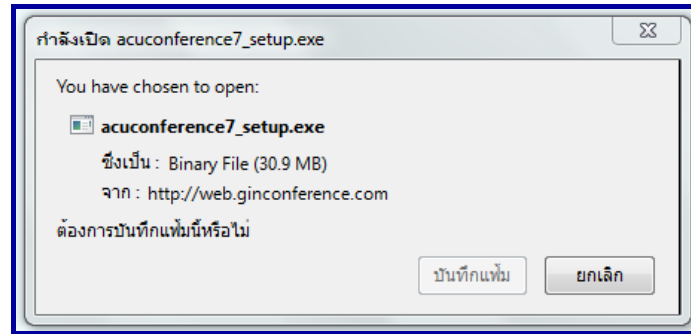 กำลังเปิด acuconference7_setup.exe
You have chosen to open:
acuconference7_setup.exe
ซึ่งเป็น : Binary File (30.9 MB)
จาก : http://web.ginconference.com
ต้องการบันทึกแฟ้มนี้หรือไม่
บันทึกแฟ้ม ยกเลิก